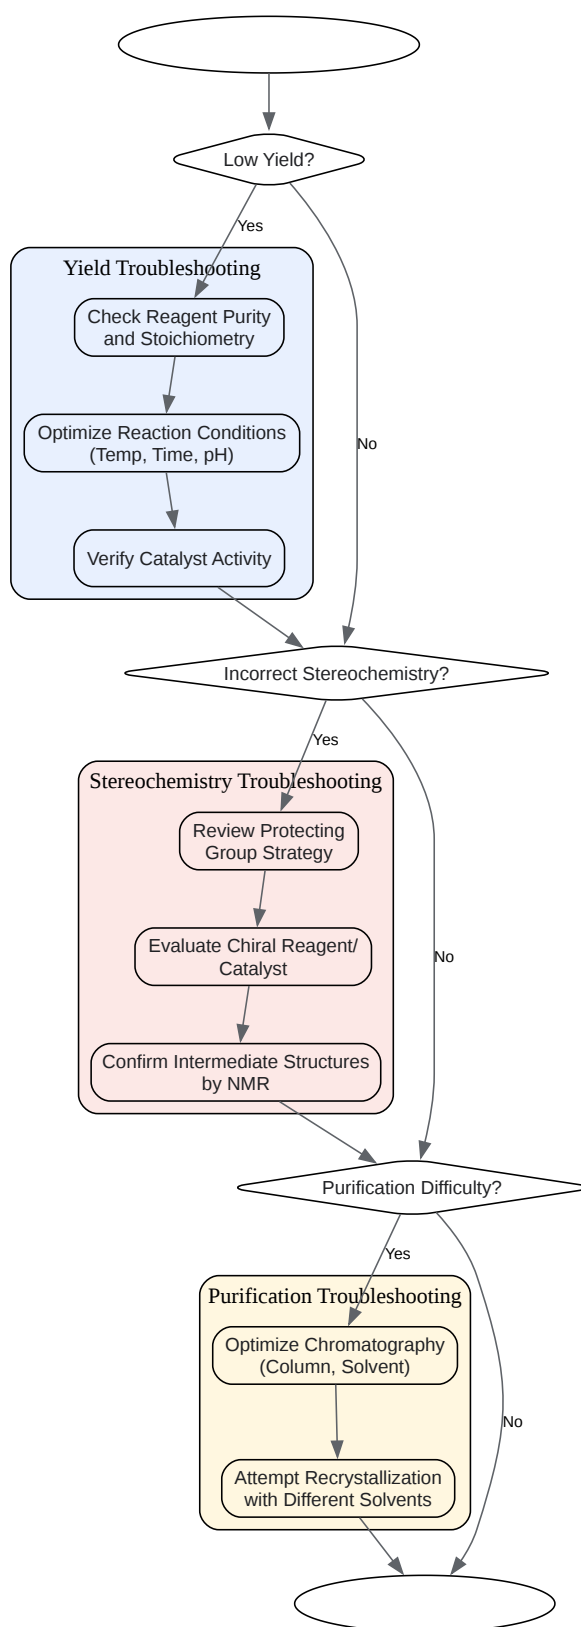 Low Yield?
Yes
Yield Troubleshooting
Check Reagent Purity
and Stoichiometry
Optimize Reaction Conditions
(Temp, Time, pH)
No
Verify Catalyst Activity
Incorrect Stereochemistry?
Yes
Stereochemistry Troubleshooting
Review Protecting
Group Strategy
Evaluate Chiral Reagent/
Catalyst
No
Confirm Intermediate Structures
by NMR
Purification Difficulty?
Yes
Purification Troubleshooting
Optimize Chromatography
(Column, Solvent)
No
Attempt Recrystallization
with Different Solvents